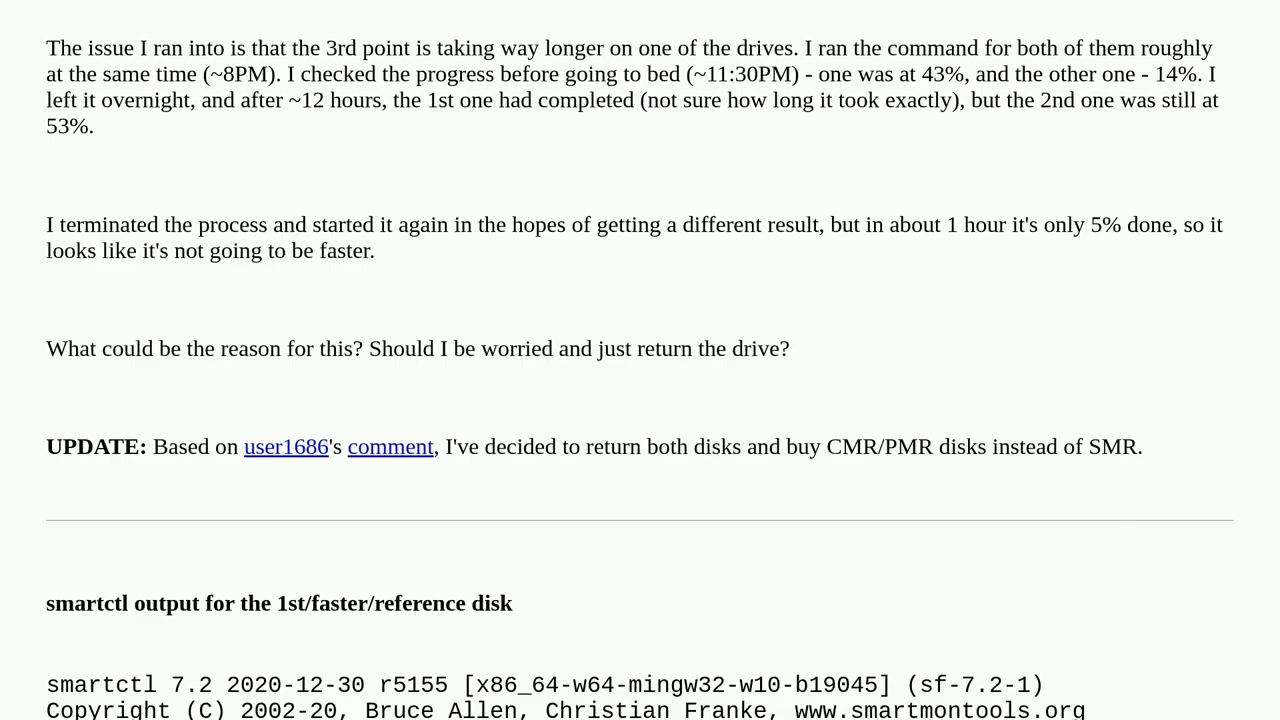 The issue I ran into is that the 3rd point is taking way longer on one of the drives. I ran the command for both of them roughly
at the same time (~8PM). I checked the progress before going to bed (~11:30PM) - one was at 43%, and the other one - 14%. I
left it overnight, and after ~12 hours, the 1st one had completed (not sure how long it took exactly), but the 2nd one was still at
53%.
I terminated the process and started it again in the hopes of getting a different result, but in about 1 hour it's only 5% done, so it
looks like it's not going to be faster.
What could be the reason for this? Should I be worried and just return the drive?
UPDATE: Based on user1686's comment, I've decided to return both disks and buy CMR/PMR disks instead of SMR.
smartctl output for the 1st/faster/reference disk
smartctl 7.2 2020-12-30 r5155 [x86_64-w64-mingw32-w10-b19045] (sf-7.2-1)
Copyright (C) 2002-20, Bruce Allen, Christian Franke, www.smartmontools.org